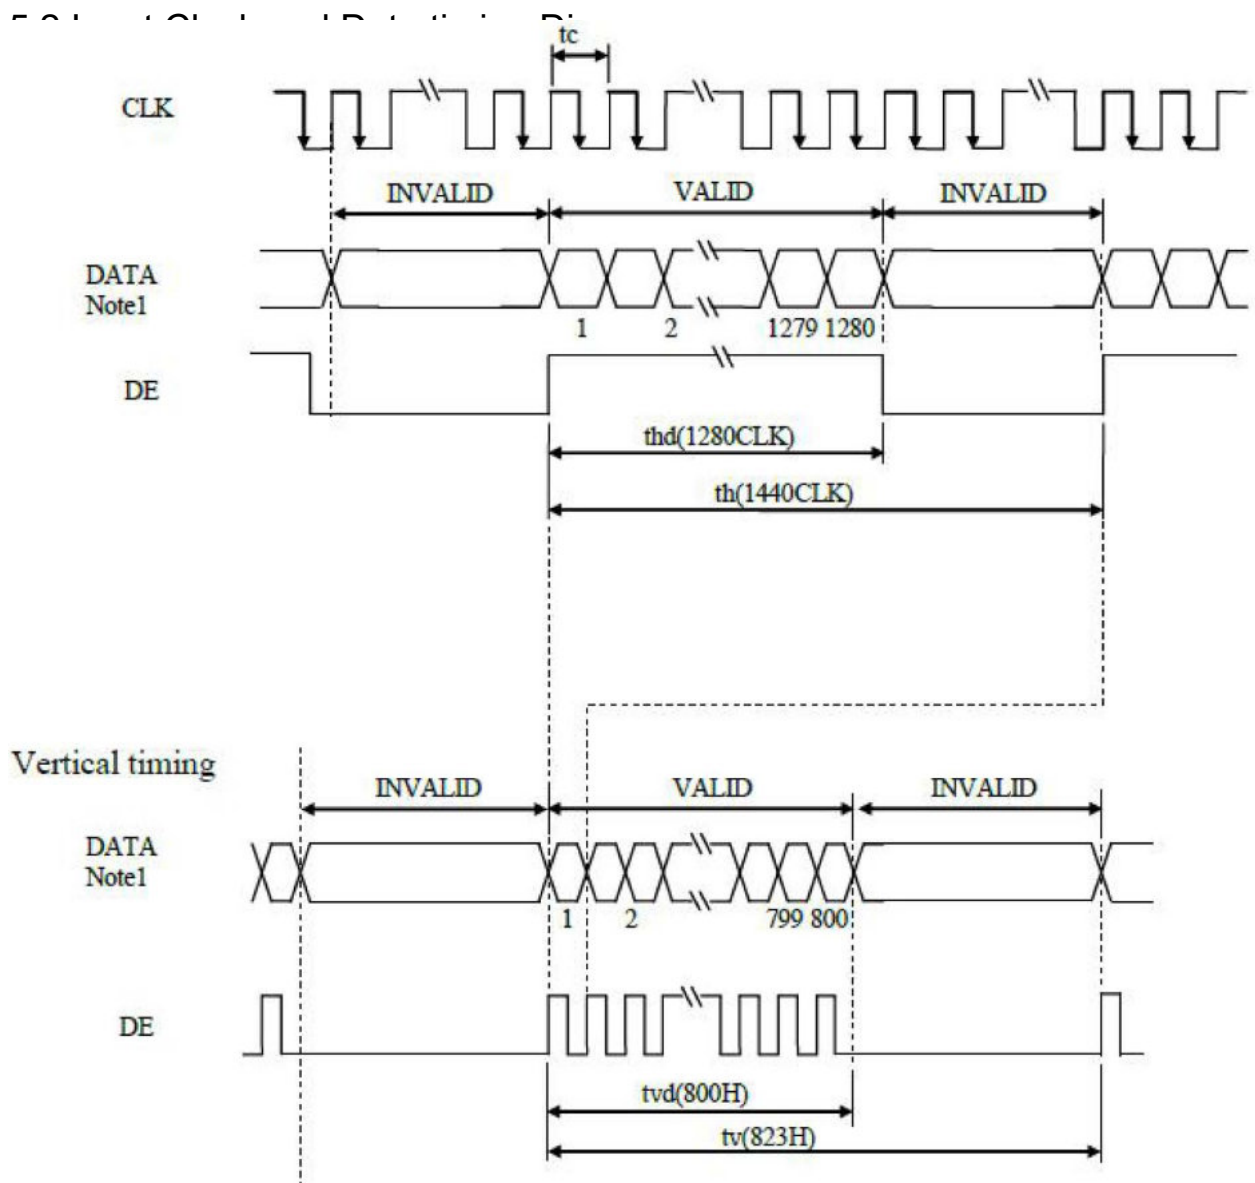 tc
CLK
INVALID VALID INVALID
DATA
Note1
1 2 1279 1280
DE
thd(1280CLK)
th(1440CLK)
Vertical timing
INVALID VALID INVALID
DATA
Note1
1 2 799 800
DE
tvd(800H)
tv(823H)